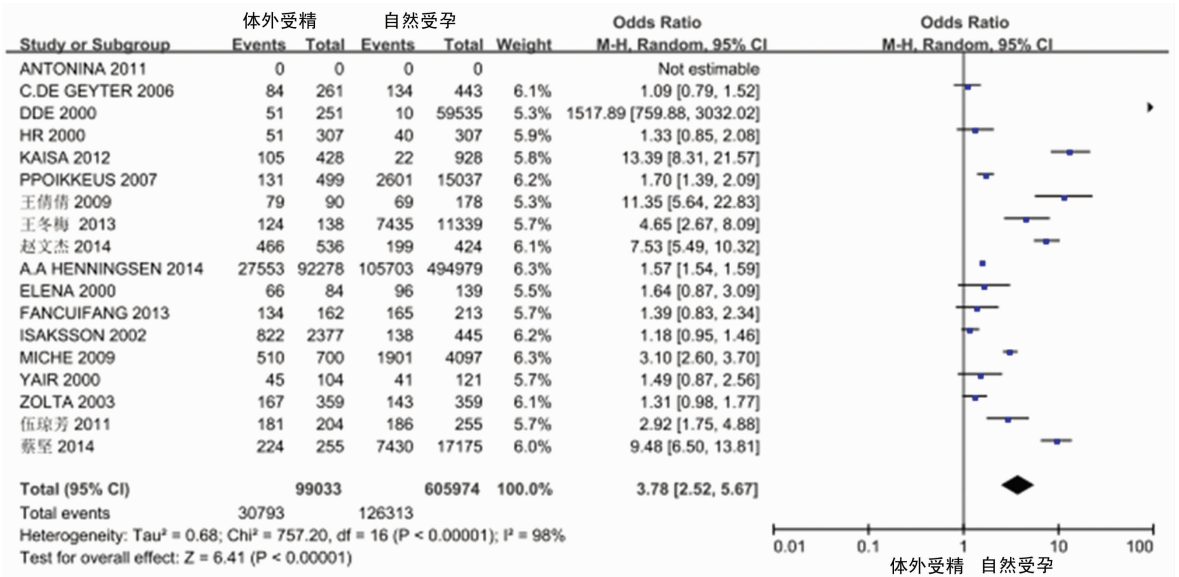 体外受精 自然受孕 Odds Ratio Odds Ratio
Study or Subgroup Events Total Events Total Weight M-H, Random, 95% CI M-H, Random, 95% CI
ANTONINA 2011 0 0 0 0 Not estimable
C.DE GEYTER 2006 84 261 134 443 6.1% 1.09 [0.79, 1.52]
DDE 2000 51 251 10 59535 5.3% 1517.89 [759.88, 3032.02]
HR 2000 51 307 40 307 5.9% 1.33 [0.85, 2.08]
KAISA 2012 105 428 22 928 5.8% 13.39 [8.31, 21.57]
PPOIKKEUS 2007 131 499 2601 15037 6.2% 1.70 [1.39, 2.09]
王倩倩 2009 79 90 69 178 5.3% 11.35 [5.64, 22.83]
王冬梅 2013 124 138 7435 11339 5.7% 4.65 [2.67, 8.09]
赵文杰 2014 466 536 199 424 6.1% 7.53 [5.49, 10.32]
A.A HENNINGSEN 2014 27553 92278 105703 494979 6.3% 1.57 [1.54, 1.59]
ELENA 2000 66 84 96 139 5.5% 1.64 [0.87, 3.09]
FANCUIFANG 2013 134 162 165 213 5.7% 1.39 [0.83, 2.34]
ISAKSSON 2002 822 2377 138 445 6.2% 1.18 [0.95, 1.46]
MICHE 2009 510 700 1901 4097 6.3% 3.10 [2.60, 3.70]
YAIR 2000 45 104 41 121 5.7% 1.49 [0.87, 2.56]
ZOLTA 2003 167 359 143 359 6.1% 1.31 [0.98, 1.77]
伍琼芳 2011 181 204 186 255 5.7% 2.92 [1.75, 4.88]
蔡坚 2014 224 255 7430 17175 6.0% 9.48 [6.50, 13.81]
Total (95% CI) 99033 605974 100.0% 3.78 [2.52, 5.67]
Total events 30793 126313
Heterogeneity: Tau² = 0.68; Chi² = 757.20, df = 16 (P < 0.00001); I² = 98%
Test for overall effect: Z = 6.41 (P < 0.00001)
0.01 0.1 1 10 100
体外受精 自然受孕